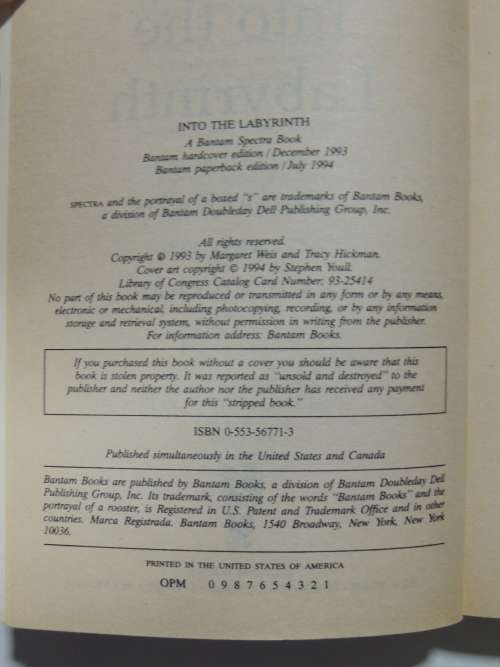 INTO THE LABYRINTH
A Bantam Spectra Book
Bantam hardcover edition / December 1993
Bantam paperback edition / July 1994
SPECTRA and the portrayal of a boxed "s" are trademarks of Bantam Books,
a division of Bantam Doubleday Dell Publishing Group, Inc.
All rights reserved.
Copyright © 1993 by Margaret Weis and Tracy Hickman.
Cover art copyright © 1994 by Stephen Youll.
Library of Congress Catalog Card Number: 93-25414
No part of this book may be reproduced or transmitted in any form or by any means,
electronic or mechanical, including photocopying, recording, or by any information
storage and retrieval system, without permission in writing from the publisher.
For information address: Bantam Books.
If you purchased this book without a cover you should be aware that this
book is stolen property. It was reported as "unsold and destroyed" to the
publisher and neither the author nor the publisher has received any payment
for this "stripped book."
ISBN 0-553-56771-3
Published simultaneously in the United States and Canada
Bantam Books are published by Bantam Books, a division of Bantam Doubleday Dell
Publishing Group, Inc. Its trademark, consisting of the words "Bantam Books" and the
portrayal of a rooster, is Registered in U.S. Patent and Trademark Office and in other
countries. Marca Registrada. Bantam Books, 1540 Broadway, New York, New York
10036.
PRINTED IN THE UNITED STATES OF AMERICA
OPM 0 9 8 7 6 5 4 3 2 1